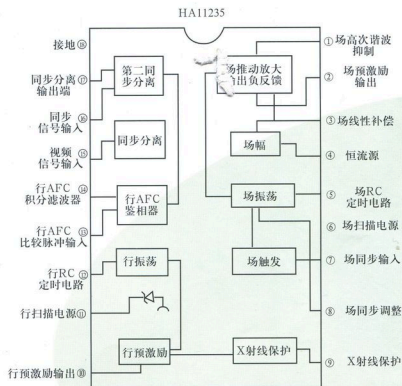 HA11235
接地⑱
同步分离⑰
输出端
同步⑯
信号输入
视频⑮
信号输入
行AFC⑭
积分滤波器
行AFC⑬
比较脉冲输入
行RC⑫
定时电路
行扫描电源⑪
行预激励输出⑩
第二同
步分离
同步分离
行AFC
鉴相器
行振荡
行预激励
场推动放大
输出负反馈
场幅
场振荡
场触发
X射线保护
①场高次谐波
抑制
②场预激励
输出
③场线性补偿
④恒流源
⑤场RC
定时电路
⑥场扫描电源
⑦场同步输入
⑧场同步调整
⑨X射线保护